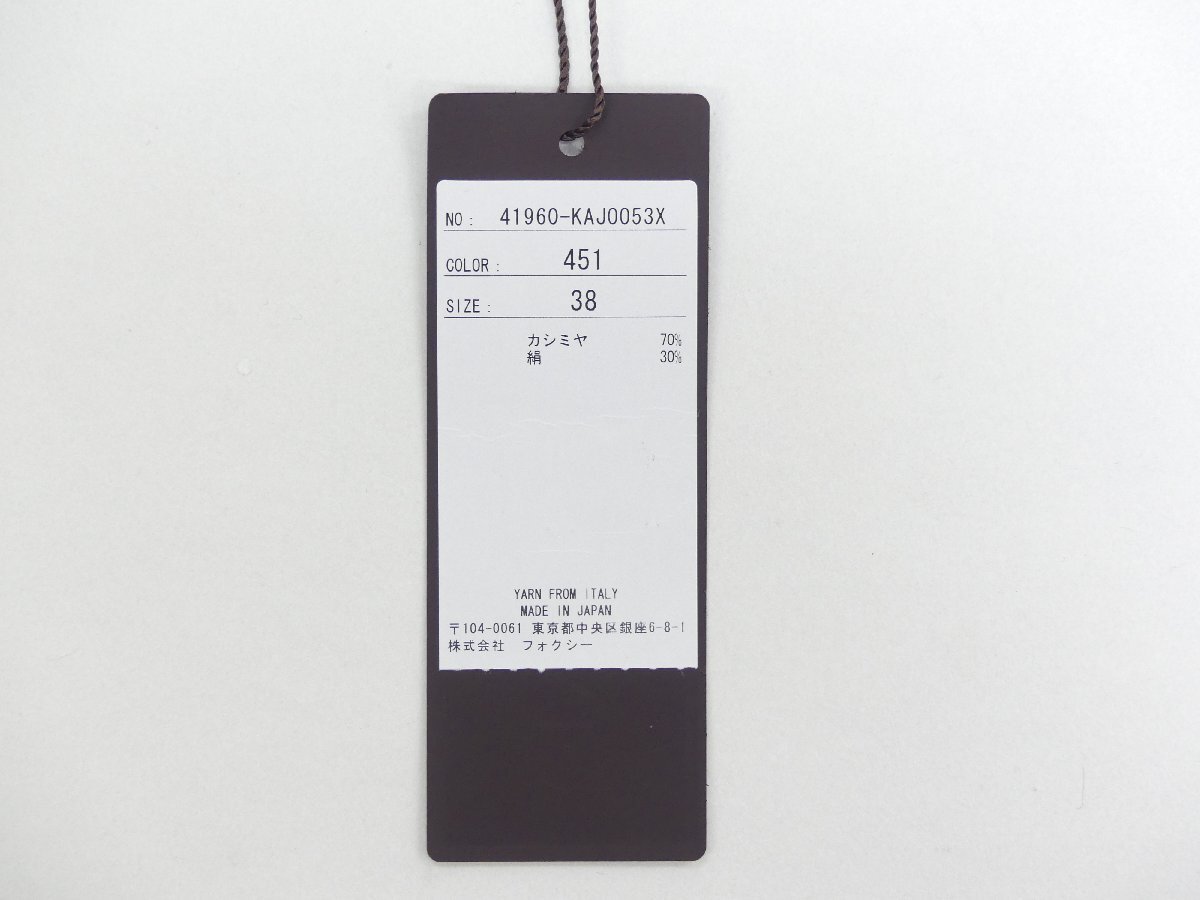 NO : 41960-KAJ0053X
COLOR : 451
SIZE : 38
カシミヤ 70%
絹 30%
YARN FROM ITALY
MADE IN JAPAN
〒104-0061 東京都中央区銀座6-8-1
株式会社 フォクシー